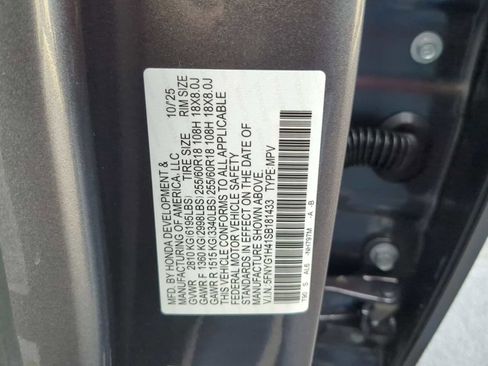 MFD. BY HONDA DEVELOPMENT & 10/25
MANUFACTURING OF AMERICA, LLC
TIRE SIZE RIM SIZE
GVWR 2810 KG(6195LBS)
GAWR F 1360 KG(2998LBS) 255/60R18 108H 18X8.0J
GAWR R 1515 KG(3340LBS) 255/60R18 108H 18X8.0J
THIS VEHICLE CONFORMS TO ALL APPLICABLE
FEDERAL MOTOR VEHICLE SAFETY
STANDARDS IN EFFECT ON THE DATE OF
MANUFACTURE SHOWN ABOVE.
V.I.N. 5FNYG1H41SB181433 TYPE:MPV
T90 S AL6 NH797M -A -B